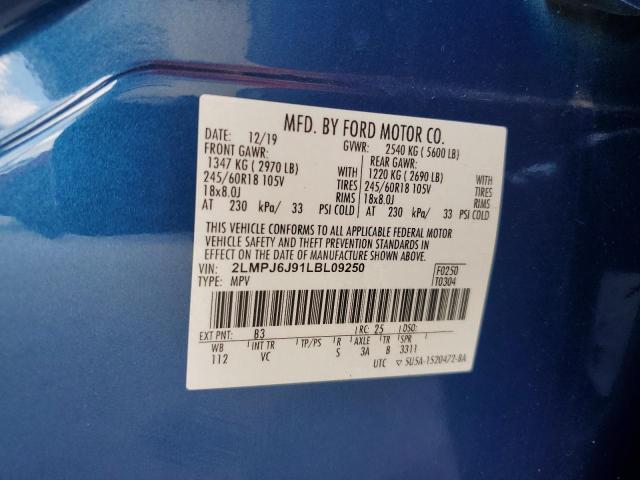 MFD. BY FORD MOTOR CO.
DATE: 12/19 GVWR: 2540 KG ( 5600 LB)
FRONT GAWR: REAR GAWR:
1347 KG ( 2970 LB) 1220 KG ( 2690 LB)
245/60R18 105V TIRES 245/60R18 105V TIRES
18x8.0J RIMS 18x8.0J RIMS
AT 230 kPa/ 33 PSI COLD AT 230 kPa/ 33 PSI COLD
THIS VEHICLE CONFORMS TO ALL APPLICABLE FEDERAL MOTOR
VEHICLE SAFETY AND THEFT PREVENTION STANDARDS IN
EFFECT ON THE DATE OF MANUFACTURE SHOWN ABOVE.
VIN: 2LMPJ6J91LBL09250 F0250
TYPE: MPV T0304
EXT PNT: B3 RC: 25 DSO:
WB INT TR TP/PS R AXLE TR SPR
112 VC S 3A B 3311
UTC ▽ 5U5A-1520472-BA